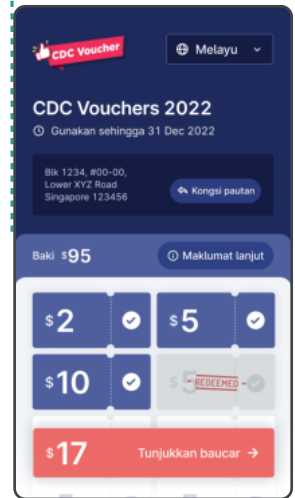 CDC Voucher
Melayu
CDC Vouchers 2022
Gunakan sehingga 31 Dec 2022
Blk 1234, #00-00,
Lower XYZ Road
Singapore 123456
Kongsi pautan
Baki $95
Maklumat lanjut
$2
$5
$10
$5 REDEEMED
$17 Tunjukkan baucar →